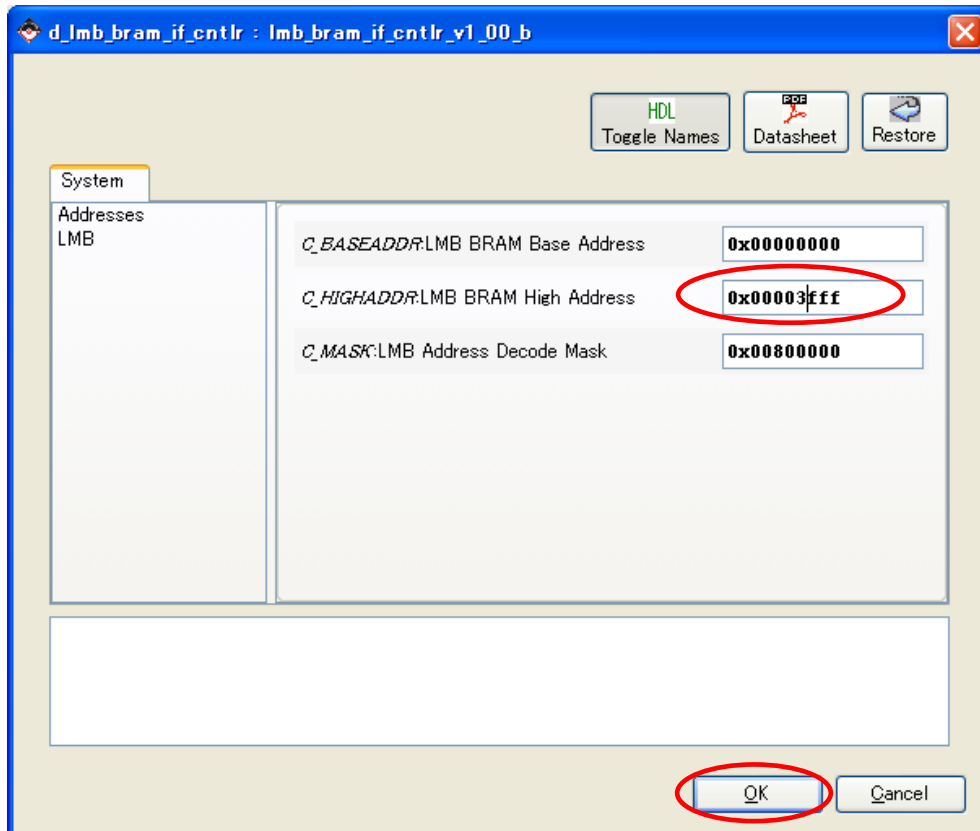 d_lmb_bram_if_cntlr : lmb_bram_if_cntlr_v1_00_b
HDL
Toggle Names
PDF
Datasheet
Restore
System
Addresses
LMB
C_BASEADDR:LMB BRAM Base Address 0x00000000
C_HIGHADDR:LMB BRAM High Address 0x00003fff
C_MASK:LMB Address Decode Mask 0x00800000
OK
Cancel